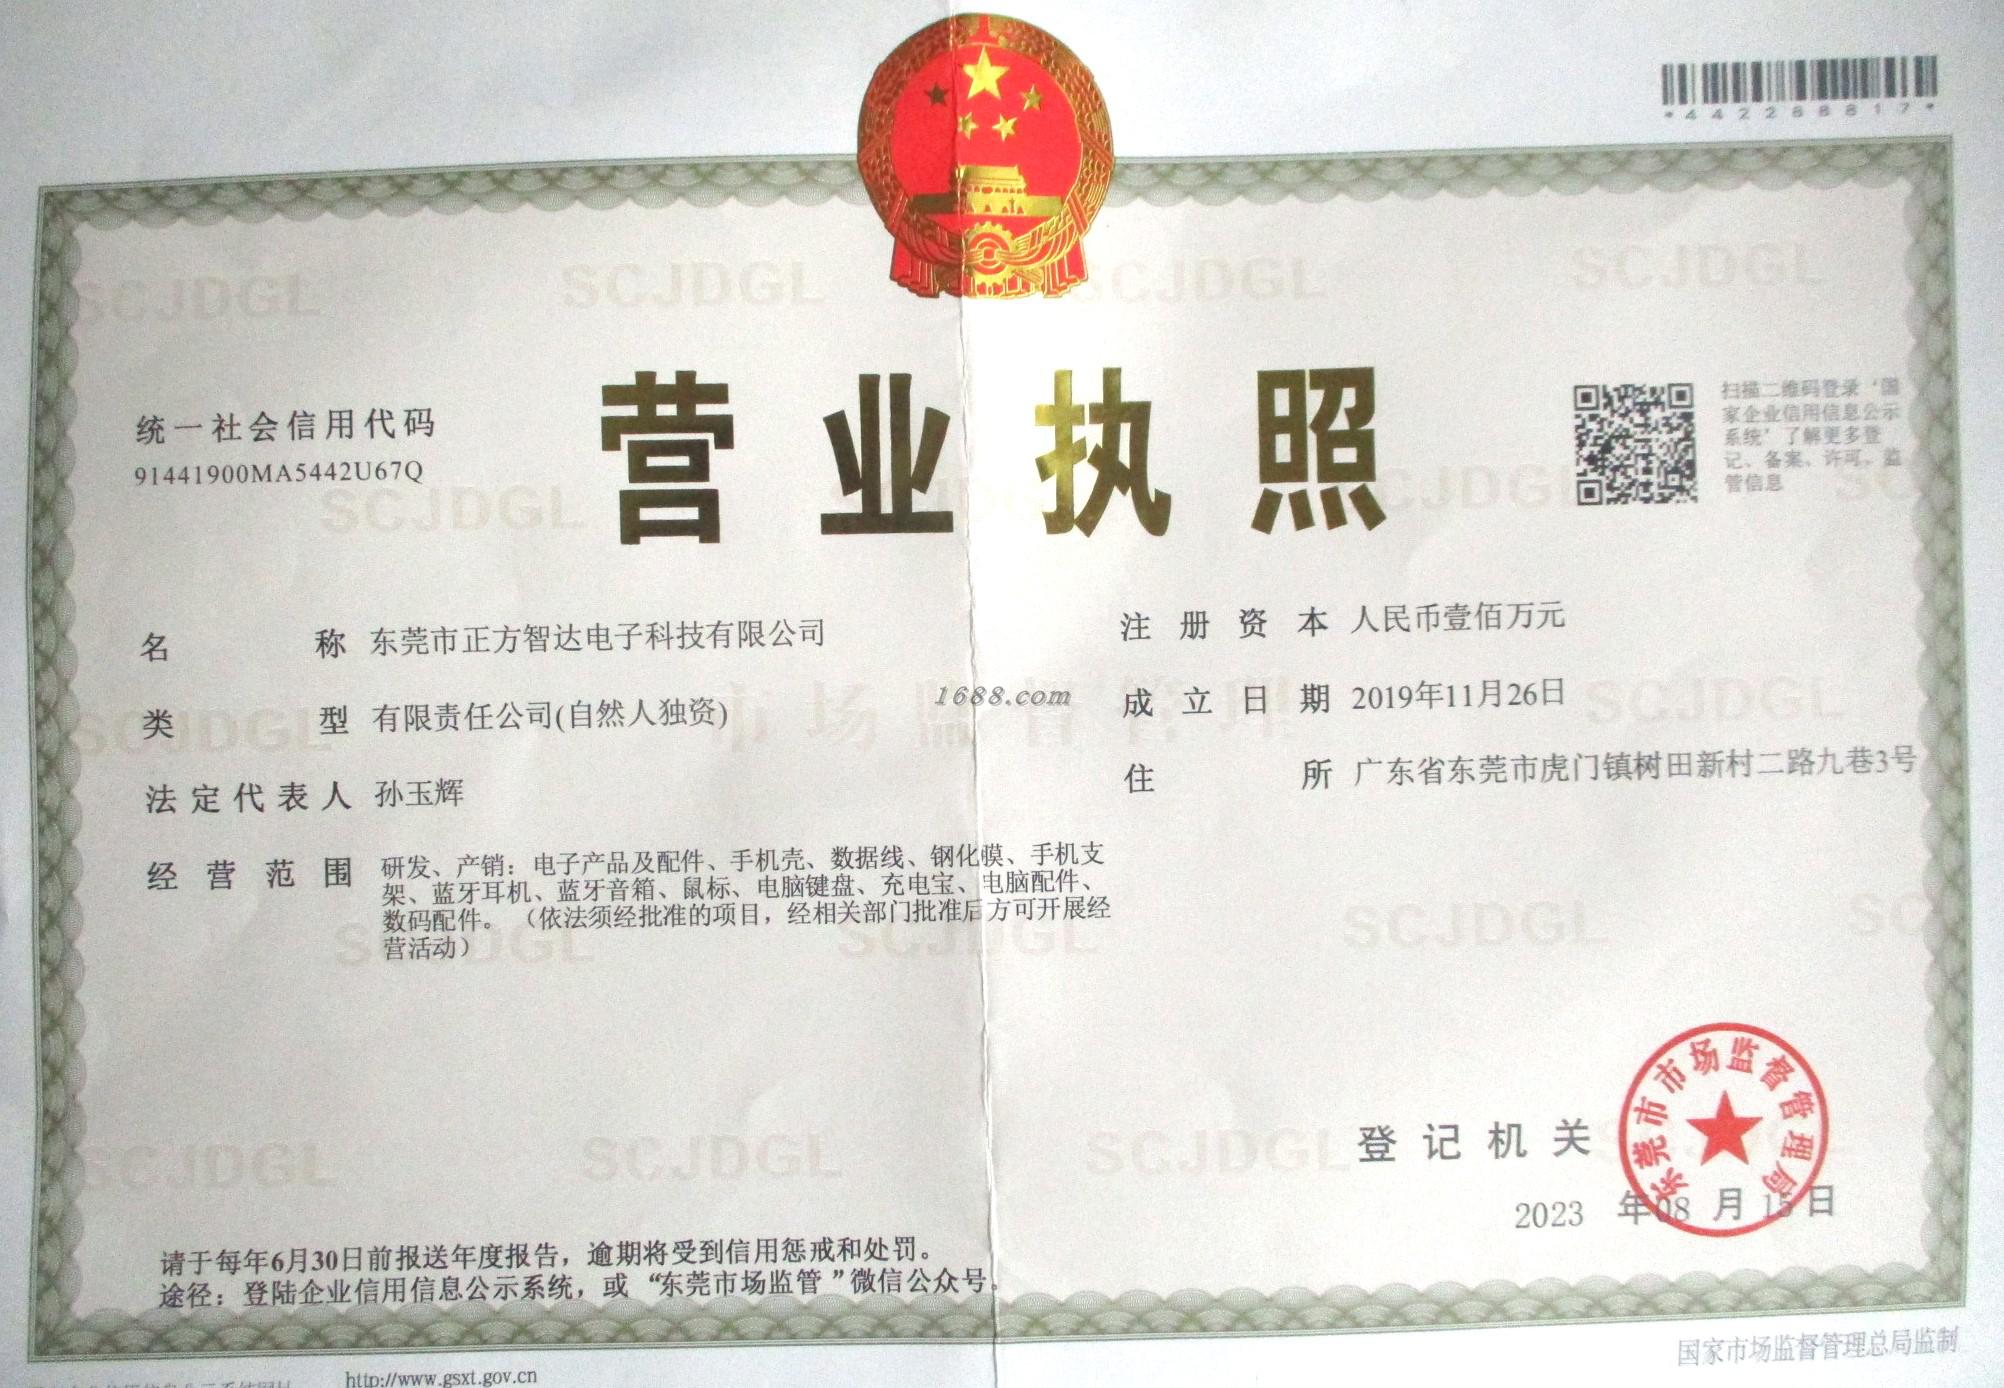 *442268817*
营业执照
统一社会信用代码
91441900MA5442U67Q
扫描二维码登录‘国
家企业信用信息公示
系统’了解更多登
记、备案、许可、监
管信息
名称 东莞市正方智达电子科技有限公司
类型 有限责任公司(自然人独资)
法定代表人 孙玉辉
经营范围 研发、产销：电子产品及配件、手机壳、数据线、钢化膜、手机支
架、蓝牙耳机、蓝牙音箱、鼠标、电脑键盘、充电宝、电脑配件、
数码配件。（依法须经批准的项目，经相关部门批准后方可开展经
营活动）
注册资本 人民币壹佰万元
成立日期 2019年11月26日
住所 广东省东莞市虎门镇树田新村二路九巷3号
1688.com
市场监督管理
SCJDGL
登记机关
东莞市市场监督管理局
2023 年08 月15日
请于每年6月30日前报送年度报告，逾期将受到信用惩戒和处罚。
途径：登陆企业信用信息公示系统，或“东莞市场监管”微信公众号。
http://www.gsxt.gov.cn
国家市场监督管理总局监制